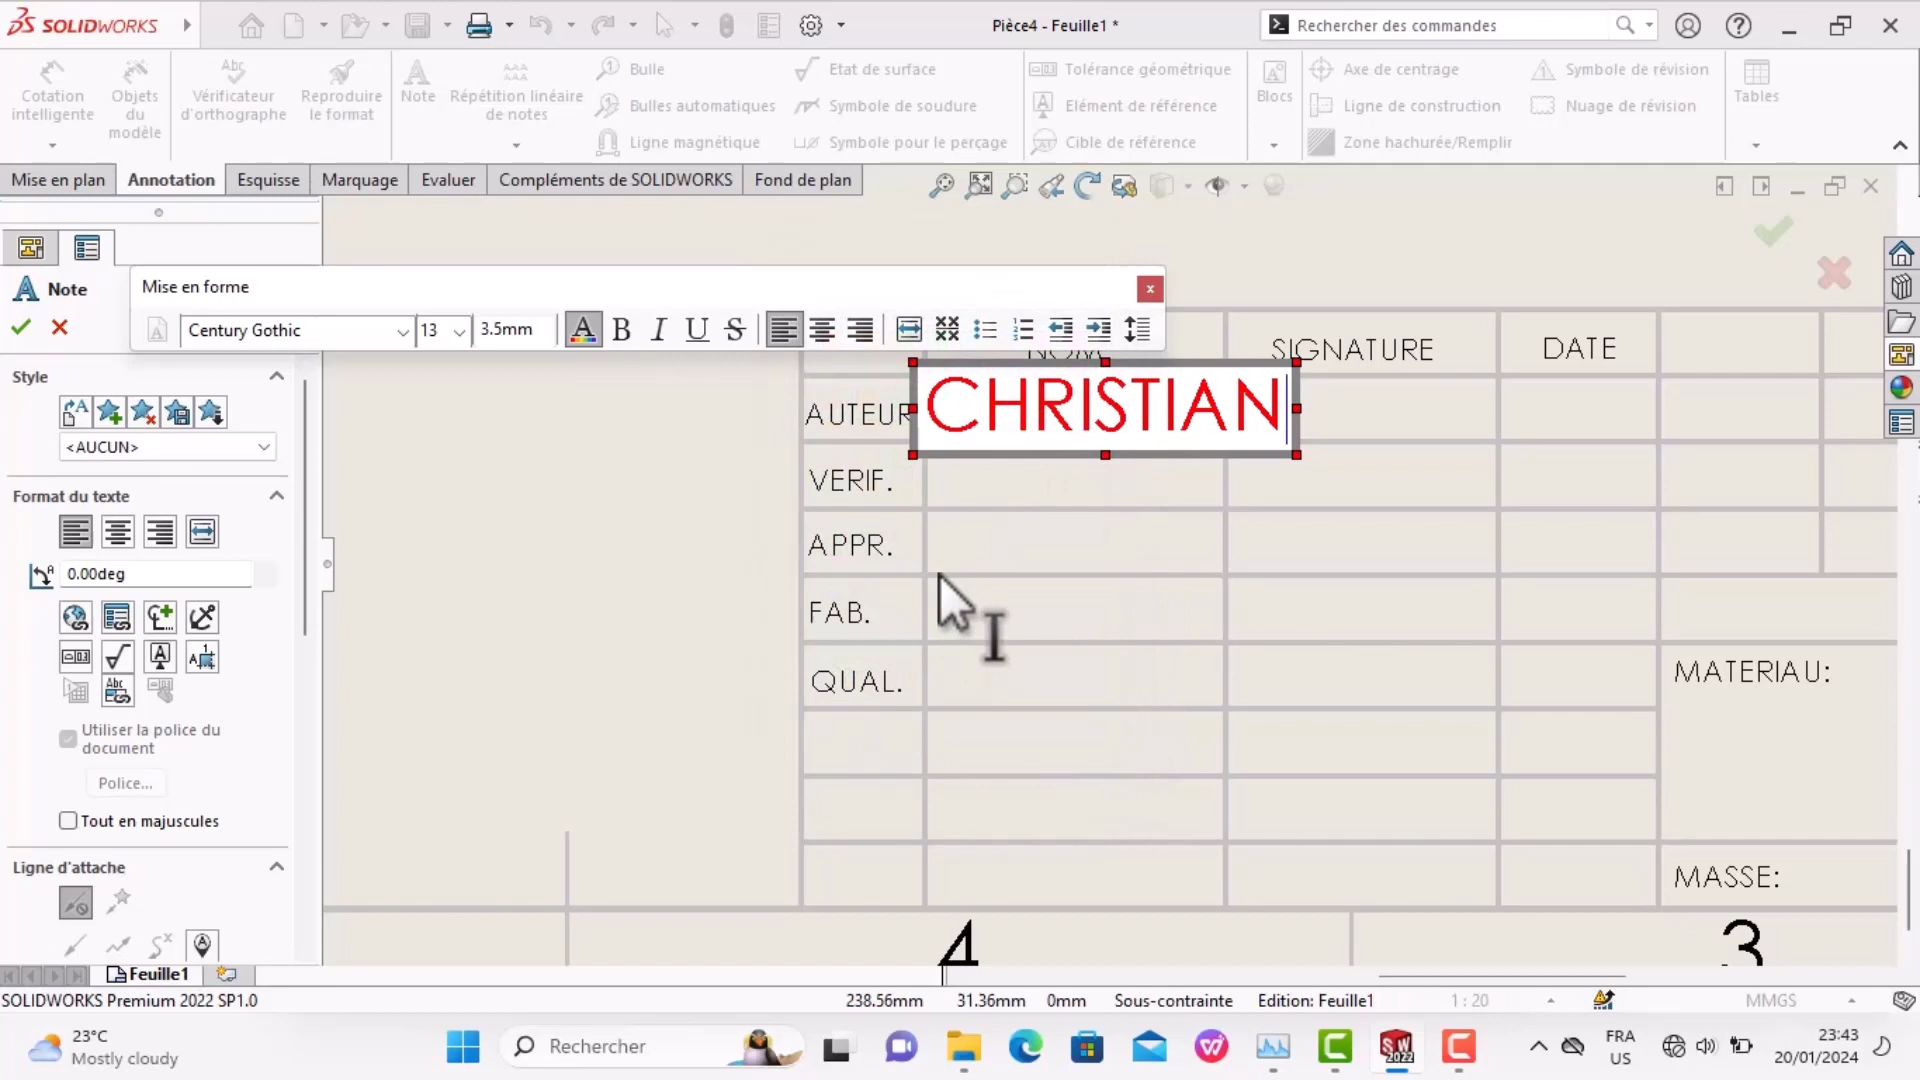 SOLIDWORKS
Pièce4 - Feuille1 *
Rechercher des commandes
Cotation intelligente
Objets du modèle
Abc
Vérificateur d'orthographe
Reproduire le format
Note
Répétition linéaire de notes
Bulle
Bulles automatiques
Ligne magnétique
Etat de surface
Symbole de soudure
Symbole pour le perçage
Tolérance géométrique
Elément de référence
Cible de référence
Blocs
Axe de centrage
Ligne de construction
Zone hachurée/Remplir
Symbole de révision
Nuage de révision
Tables
Mise en plan
Annotation
Esquisse
Marquage
Evaluer
Compléments de SOLIDWORKS
Fond de plan
Note
Mise en forme
Century Gothic
13
3.5mm
Style
<AUCUN>
Format du texte
0.00deg
Utiliser la police du document
Police...
Tout en majuscules
Ligne d'attache
NOM
SIGNATURE
DATE
AUTEUR
CHRISTIAN
VERIF.
APPR.
FAB.
QUAL.
MATERIAU:
MASSE:
4
3
Feuille1
SOLIDWORKS Premium 2022 SP1.0
238.56mm
31.36mm
0mm
Sous-contrainte
Edition: Feuille1
1 : 20
MMGS
23°C
Mostly cloudy
Rechercher
FRA
US
23:43
20/01/2024